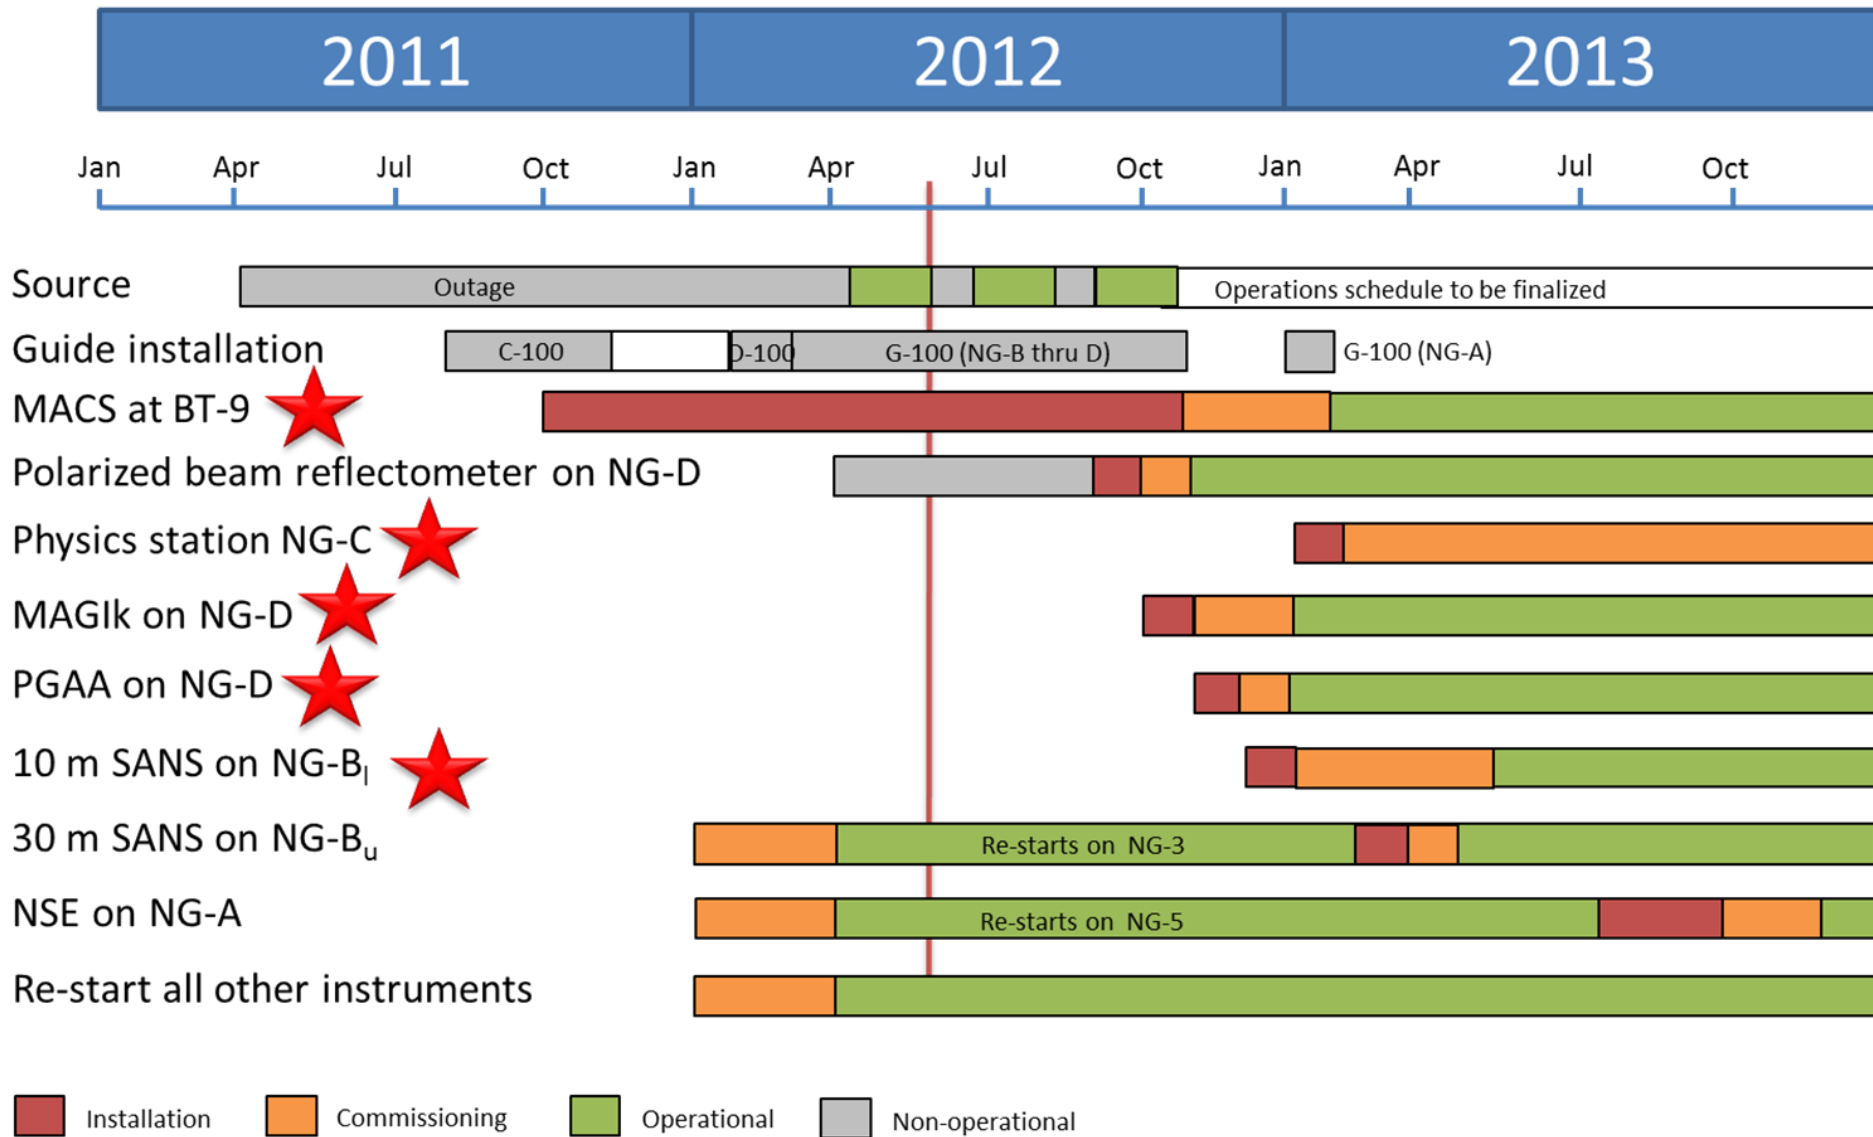 2011 2012 2013
Jan Apr Jul Oct Jan Apr Jul Oct Jan Apr Jul Oct
Source Outage Operations schedule to be finalized
Guide installation C-100 D-100 G-100 (NG-B thru D) G-100 (NG-A)
MACS at BT-9
Polarized beam reflectometer on NG-D
Physics station NG-C
MAGIk on NG-D
PGAA on NG-D
10 m SANS on NG-Bl
30 m SANS on NG-Bu Re-starts on NG-3
NSE on NG-A Re-starts on NG-5
Re-start all other instruments
Installation Commissioning Operational Non-operational